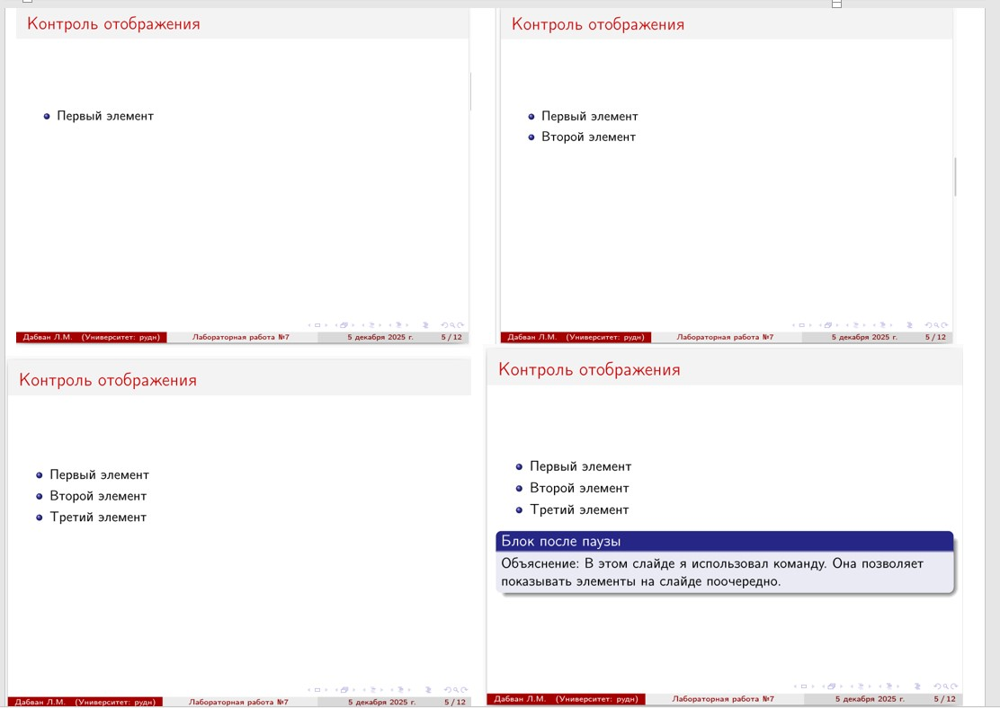 Контроль отображения
Первый элемент
Дабван Л.М. (Университет: рудн) Лабораторная работа №7 5 декабря 2025 г. 5 / 12
Контроль отображения
Первый элемент
Второй элемент
Дабван Л.М. (Университет: рудн) Лабораторная работа №7 5 декабря 2025 г. 5 / 12
Контроль отображения
Первый элемент
Второй элемент
Третий элемент
Дабван Л.М. (Университет: рудн) Лабораторная работа №7 5 декабря 2025 г. 5 / 12
Контроль отображения
Первый элемент
Второй элемент
Третий элемент
Блок после паузы
Объяснение: В этом слайде я использовал команду. Она позволяет
показывать элементы на слайде поочередно.
Дабван Л.М. (Университет: рудн) Лабораторная работа №7 5 декабря 2025 г. 5 / 12